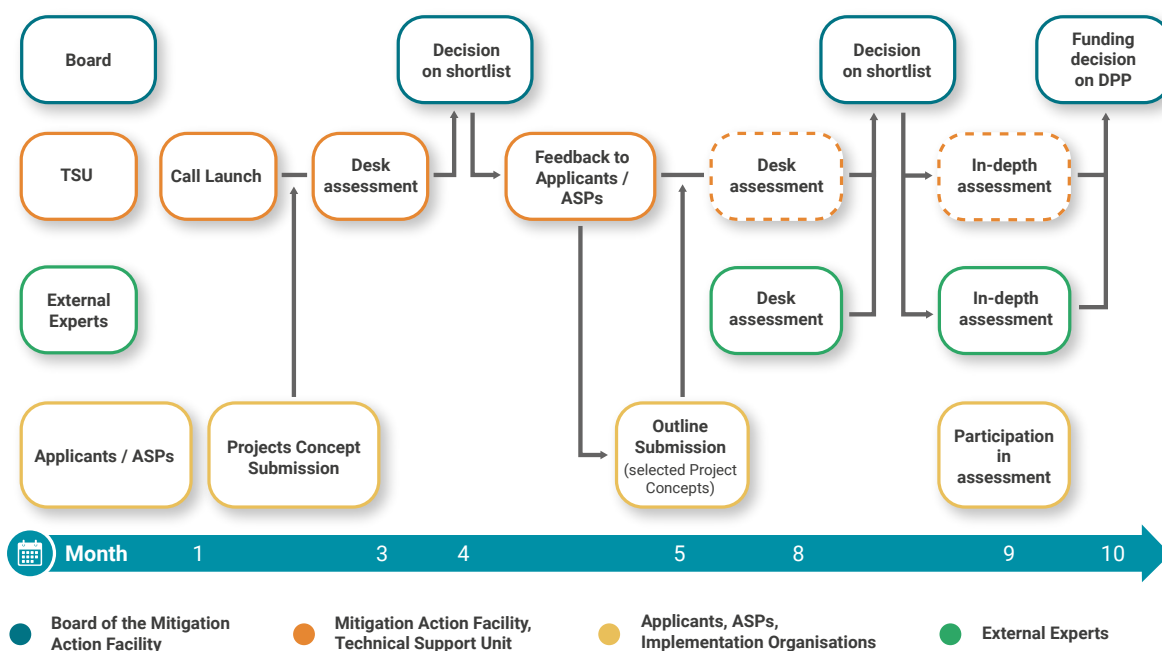 Board
Decision
on shortlist
Decision
on shortlist
Funding
decision
on DPP
TSU
Call Launch
Desk
assessment
Feedback to
Applicants /
ASPs
Desk
assessment
In-depth
assessment
External
Experts
Desk
assessment
In-depth
assessment
Applicants / ASPs
Projects Concept
Submission
Outline
Submission
(selected Project
Concepts)
Participation
in
assessment
Month 1 3 4 5 8 9 10
Board of the Mitigation
Action Facility
Mitigation Action Facility,
Technical Support Unit
Applicants, ASPs,
Implementation Organisations
External Experts